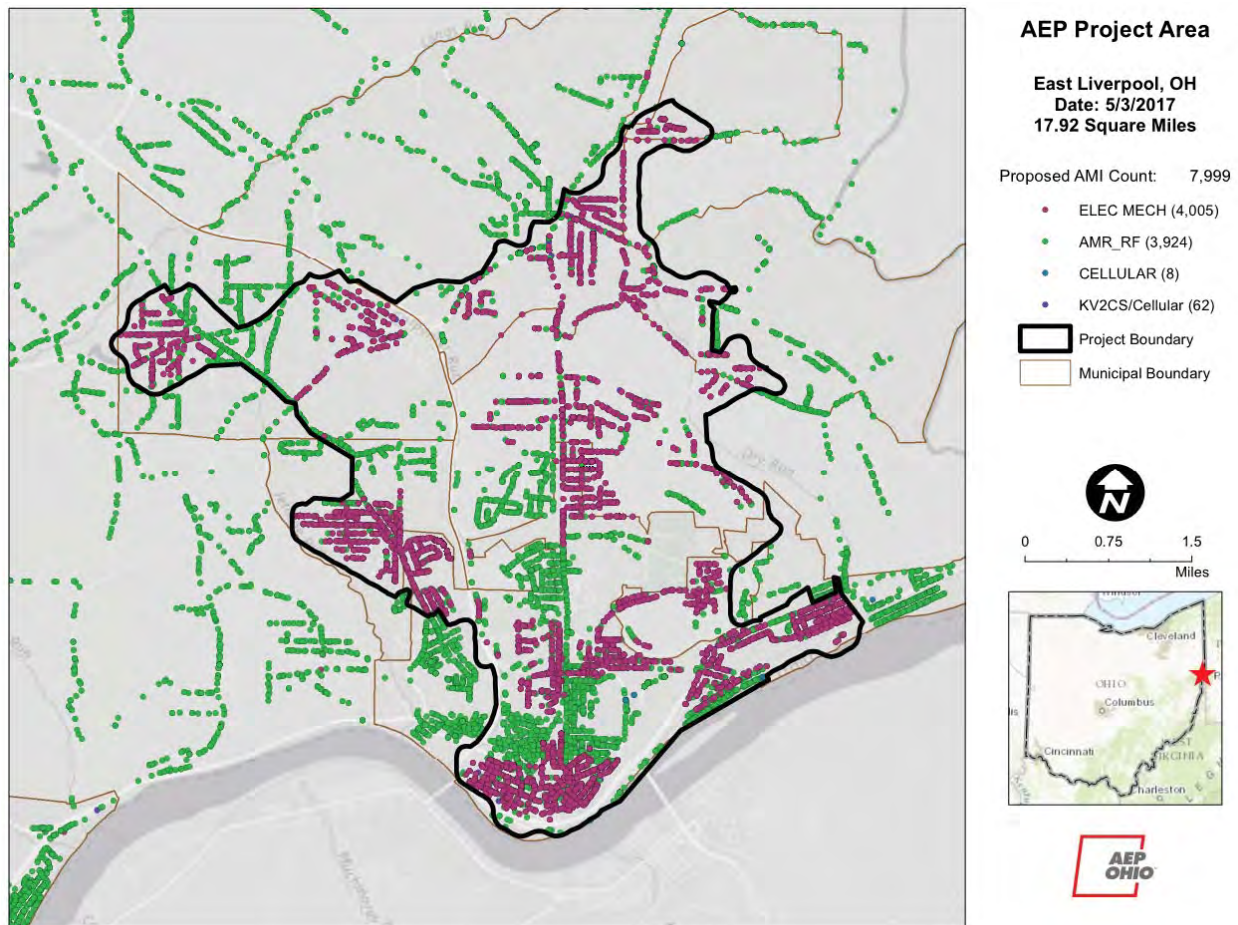 AEP Project Area
East Liverpool, OH
Date: 5/3/2017
17.92 Square Miles
Proposed AMI Count: 7,999
ELEC MECH (4,005)
AMR_RF (3,924)
CELLULAR (8)
KV2CS/Cellular (62)
Project Boundary
Municipal Boundary
N
0 0.75 1.5
Miles
Cleveland
OHIO
Columbus
Cincinnati
Charleston
AEP
OHIO
Dry Run
Run